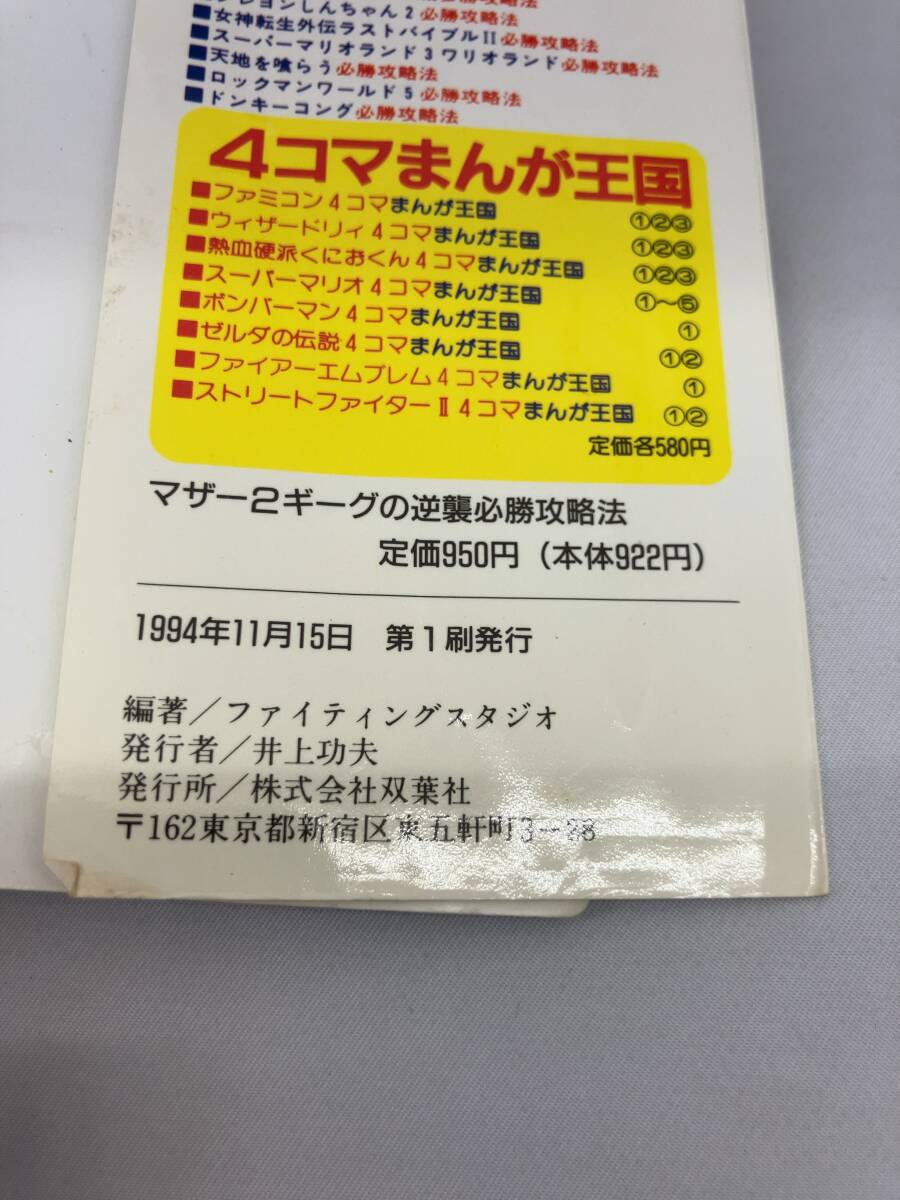 クレヨンしんちゃん2必勝攻略法
■女神転生外伝ラストバイブルⅡ必勝攻略法
■スーパーマリオランド3 ワリオランド必勝攻略法
■天地を喰らう必勝攻略法
■ロックマンワールド5必勝攻略法
■ドンキーコング必勝攻略法
4コマまんが王国
■ファミコン4コマまんが王国 ①②③
■ウィザードリィ4コマまんが王国 ①②③
■熱血硬派くにおくん4コマまんが王国 ①②③
■スーパーマリオ4コマまんが王国 ①〜⑤
■ボンバーマン4コマまんが王国 ①
■ゼルダの伝説4コマまんが王国 ①②
■ファイアーエムブレム4コマまんが王国 ①
■ストリートファイターⅡ4コマまんが王国 ①②
定価各580円
マザー2ギーグの逆襲必勝攻略法
定価950円（本体922円）
1994年11月15日　第1刷発行
編著／ファイティングスタジオ
発行者／井上功夫
発行所／株式会社双葉社
〒162東京都新宿区東五軒町3−28